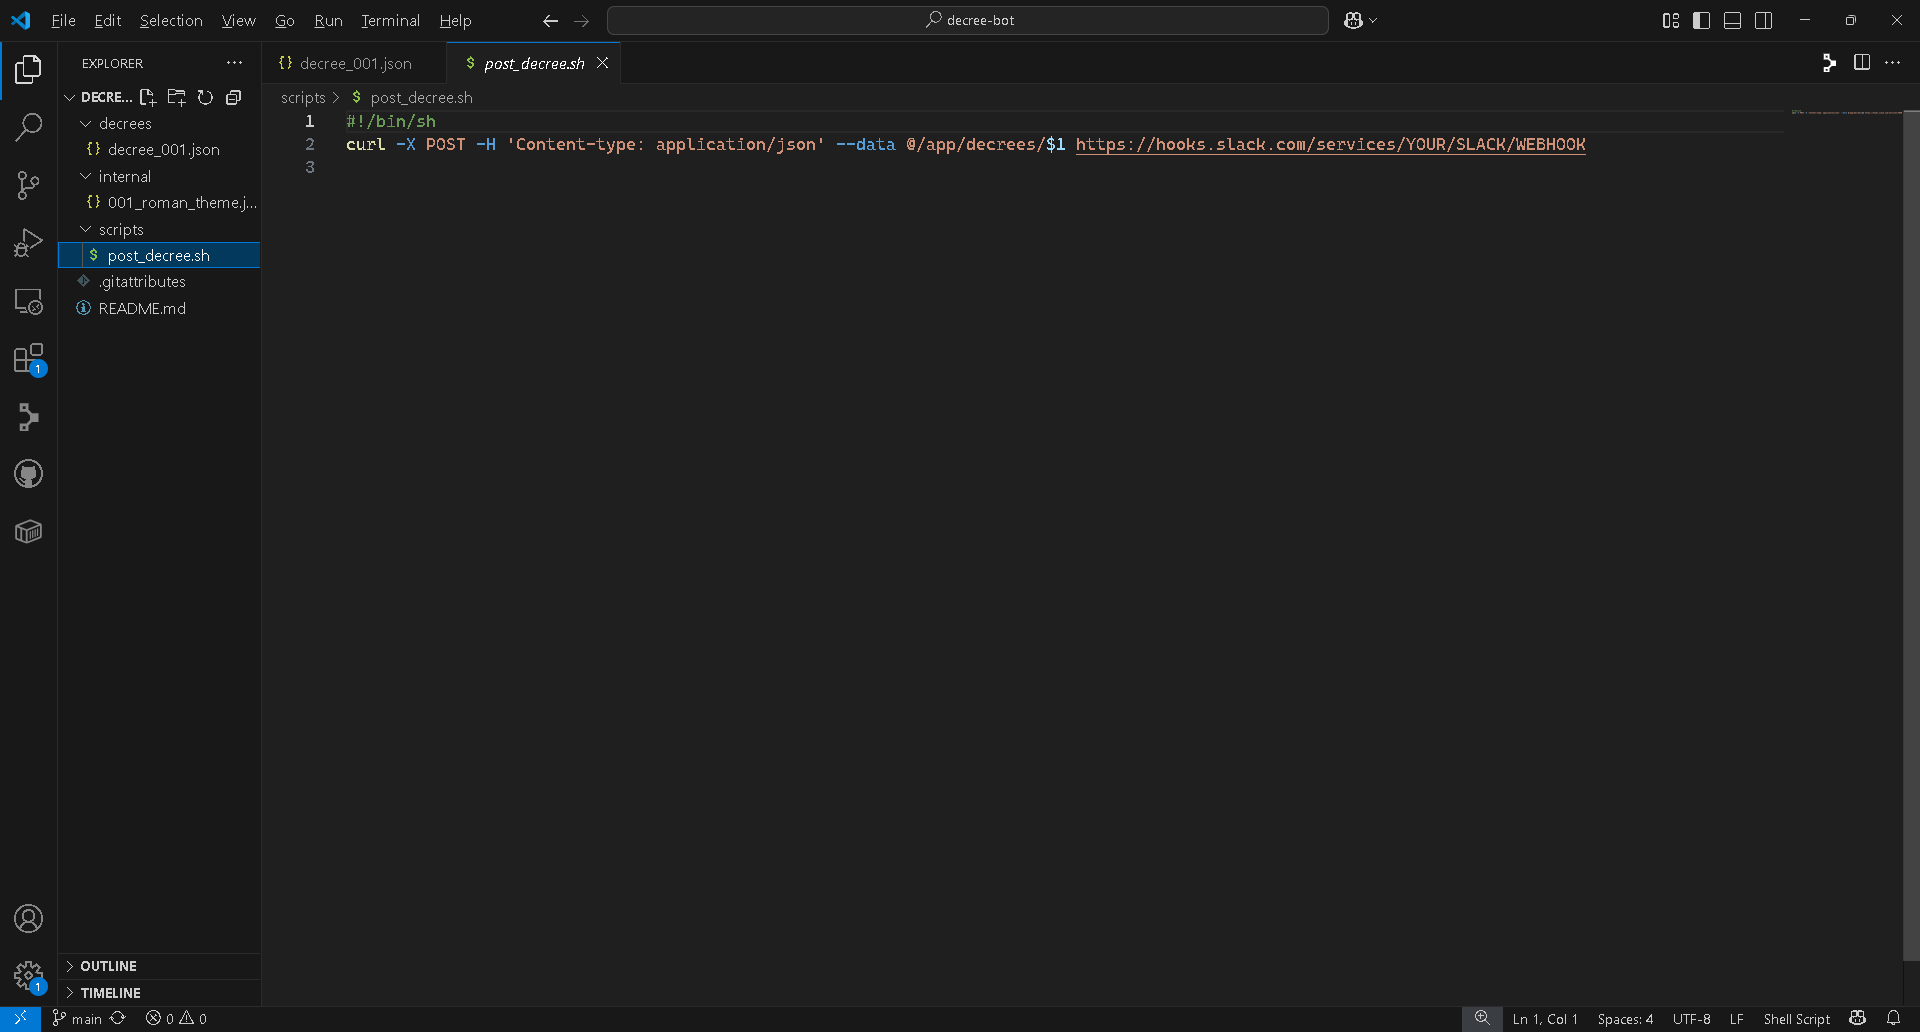 File Edit Selection View Go Run Terminal Help
decree-bot
EXPLORER
DECRE...
decrees
decree_001.json
internal
001_roman_theme.j...
scripts
post_decree.sh
.gitattributes
README.md
OUTLINE
TIMELINE
1
1
decree_001.json
post_decree.sh
scripts > $ post_decree.sh
1 #!/bin/sh
2 curl -X POST -H 'Content-type: application/json' --data @/app/decrees/$1 https://hooks.slack.com/services/YOUR/SLACK/WEBHOOK
3
main 0 0 Ln 1, Col 1 Spaces: 4 UTF-8 LF Shell Script